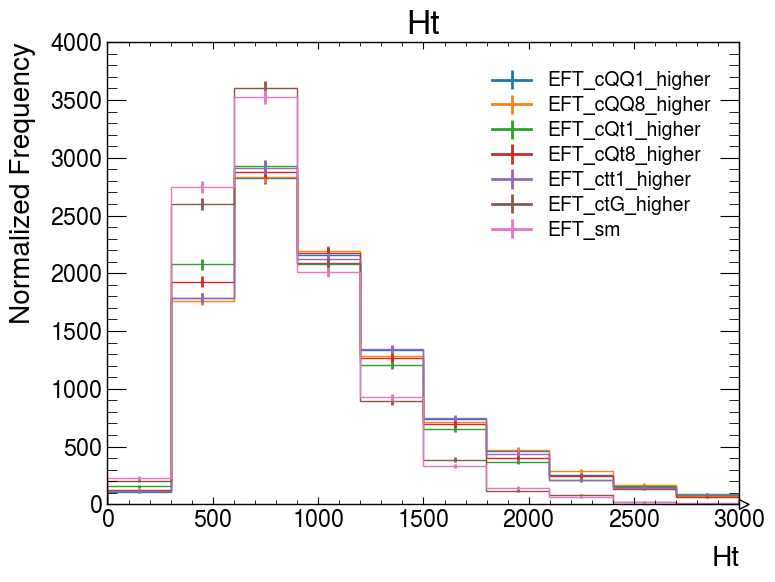 Ht
Normalized Frequency
4000
3500
3000
2500
2000
1500
1000
500
0
EFT_cQQ1_higher
EFT_cQQ8_higher
EFT_cQt1_higher
EFT_cQt8_higher
EFT_ctt1_higher
EFT_ctG_higher
EFT_sm
0 500 1000 1500 2000 2500 3000
Ht